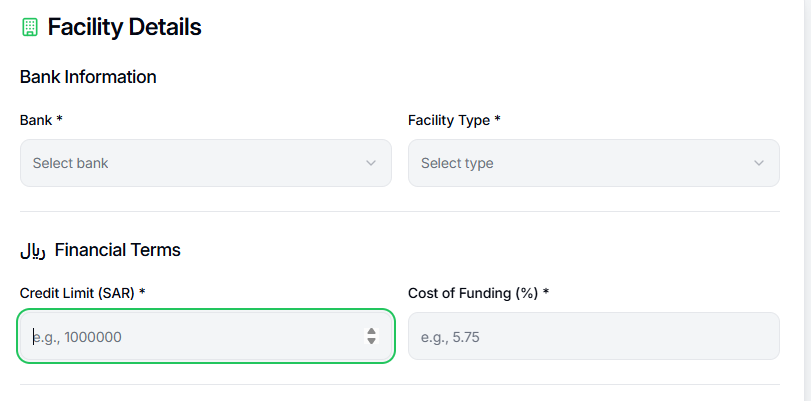 Facility Details
Bank Information
Bank *
Facility Type *
Select bank
Select type
ریال Financial Terms
Credit Limit (SAR) *
Cost of Funding (%) *
e.g., 1000000
e.g., 5.75